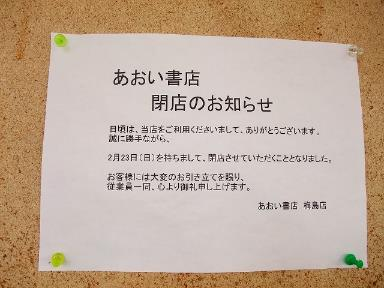 あおい書店
閉店のお知らせ
日頃は、当店をご利用くださいまして、ありがとうございます。
誠に勝手ながら、
2月23日(日)を持ちまして、閉店させていただくこととなりました。
お客様には大変のお引き立てを賜り、
従業員一同、心より御礼申し上げます。
あおい書店 梅島店